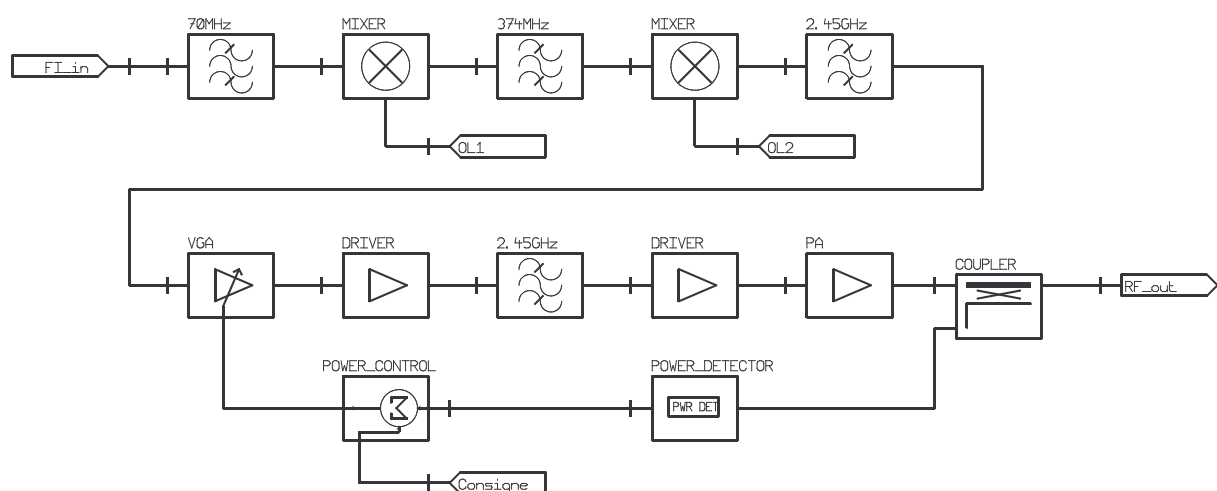 70MHz MIXER 374MHz MIXER 2.45GHz
FI_in
OL1 OL2
VGA DRIVER 2.45GHz DRIVER PA
COUPLER
RF_out
POWER_CONTROL POWER_DETECTOR
Σ PWR DET
Consigne